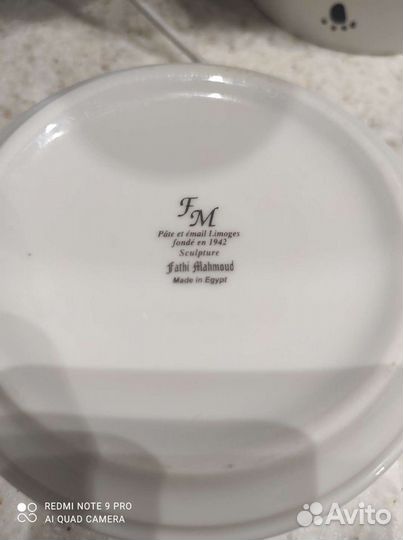 FM
Pâte et émail Limoges
fondé en 1942
Sculpture
Fathi Mahmoud
Made in Egypt
REDMI NOTE 9 PRO
AI QUAD CAMERA
Avito